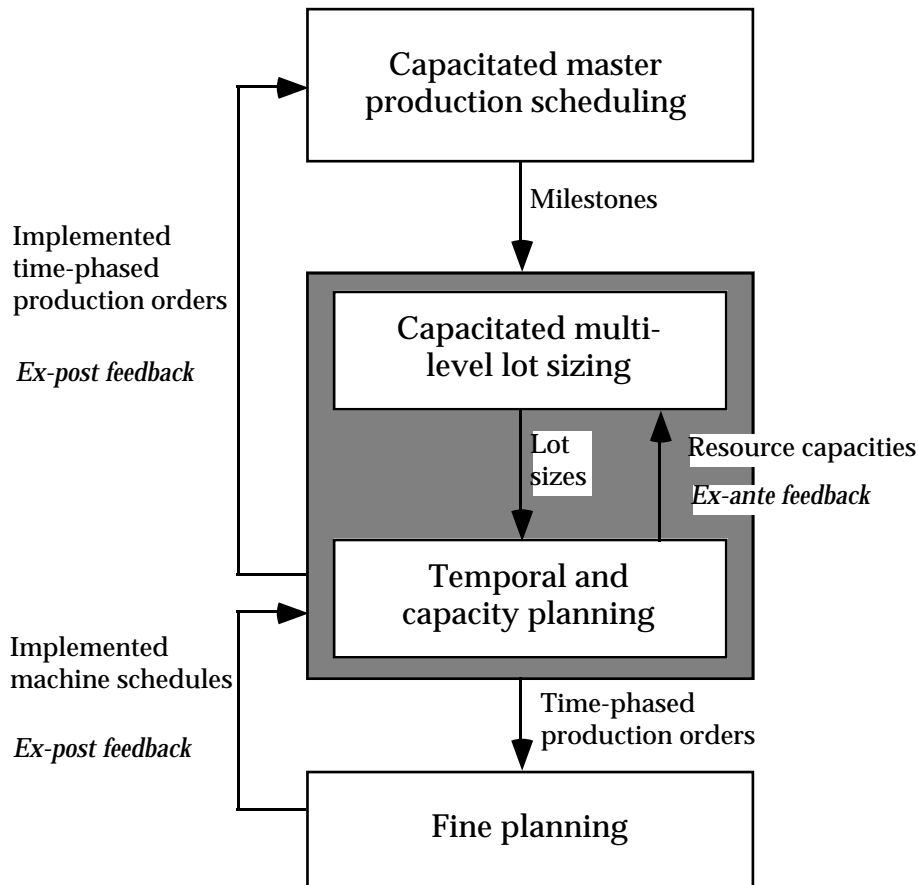 Capacitated master
production scheduling
Milestones
Implemented
time-phased
production orders
Ex-post feedback
Capacitated multi-
level lot sizing
Lot
sizes
Resource capacities
Ex-ante feedback
Temporal and
capacity planning
Implemented
machine schedules
Ex-post feedback
Time-phased
production orders
Fine planning